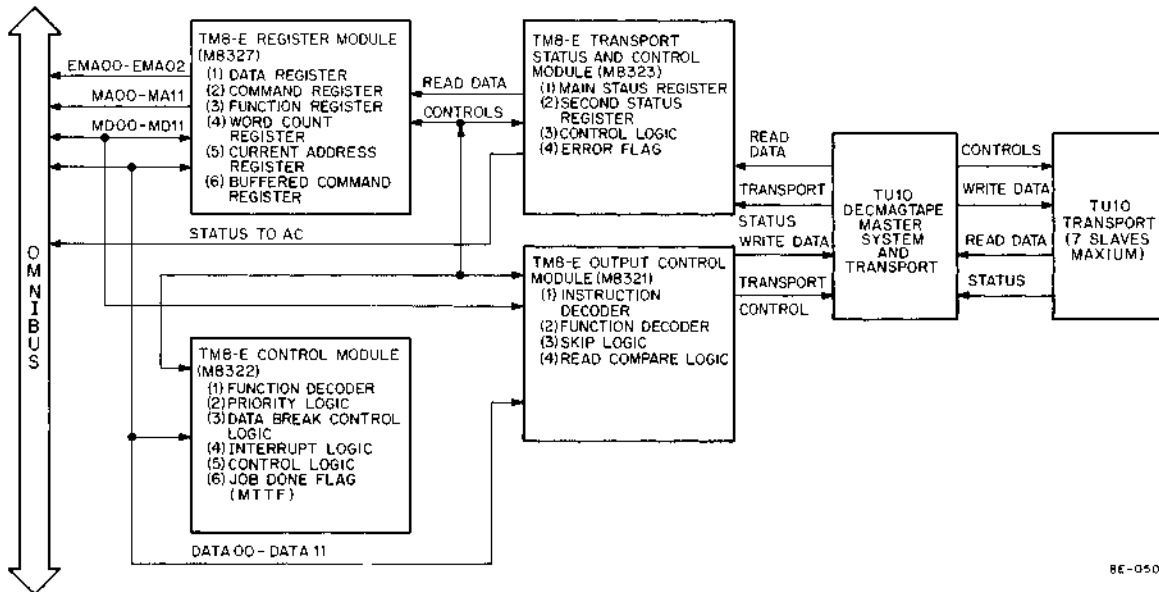 OMNIBUS
EMA00-EMA02
MA00-MA11
MD00-MD11
TM8-E REGISTER MODULE
(M8327)
(1) DATA REGISTER
(2) COMMAND REGISTER
(3) FUNCTION REGISTER
(4) WORD COUNT
REGISTER
(5) CURRENT ADDRESS
REGISTER
(6) BUFFERED COMMAND
REGISTER
READ DATA
CONTROLS
STATUS TO AC
TM8-E TRANSPORT
STATUS AND CONTROL
MODULE (M8323)
(1) MAIN STAUS REGISTER
(2) SECOND STATUS
REGISTER
(3) CONTROL LOGIC
(4) ERROR FLAG
READ
DATA
TRANSPORT
STATUS
WRITE DATA
TRANSPORT
CONTROL
TU10
DECMAGTAPE
MASTER
SYSTEM
AND
TRANSPORT
CONTROLS
WRITE DATA
READ DATA
STATUS
TU10
TRANSPORT
(7 SLAVES
MAXIUM)
TM8-E OUTPUT CONTROL
MODULE (M8321)
(1) INSTRUCTION
DECODER
(2) FUNCTION DECODER
(3) SKIP LOGIC
(4) READ COMPARE LOGIC
TM8-E CONTROL MODULE
(M8322)
(1) FUNCTION DECODER
(2) PRIORITY LOGIC
(3) DATA BREAK CONTROL
LOGIC
(4) INTERRUPT LOGIC
(5) CONTROL LOGIC
(6) JOB DONE FLAG
(MTTF)
DATA 00-DATA 11
8E-050